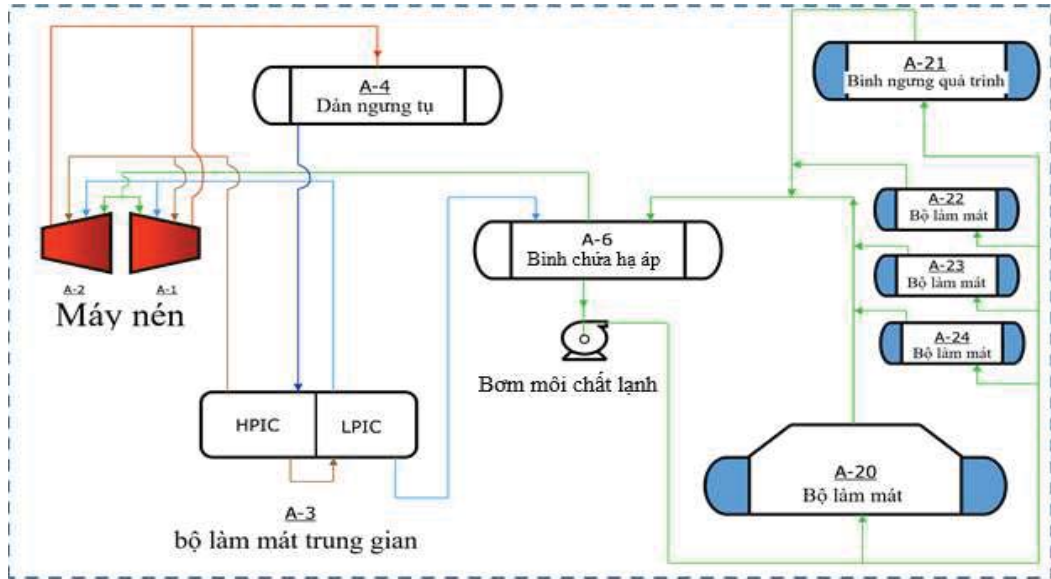 A-4
Dàn ngưng tụ
A-21
Bình ngưng quá trình
A-22
Bộ làm mát
A-6
Bình chứa hạ áp
A-23
Bộ làm mát
A-2
A-1
Máy nén
A-24
Bộ làm mát
Bơm môi chất lạnh
HPIC
LPIC
A-20
Bộ làm mát
A-3
bộ làm mát trung gian